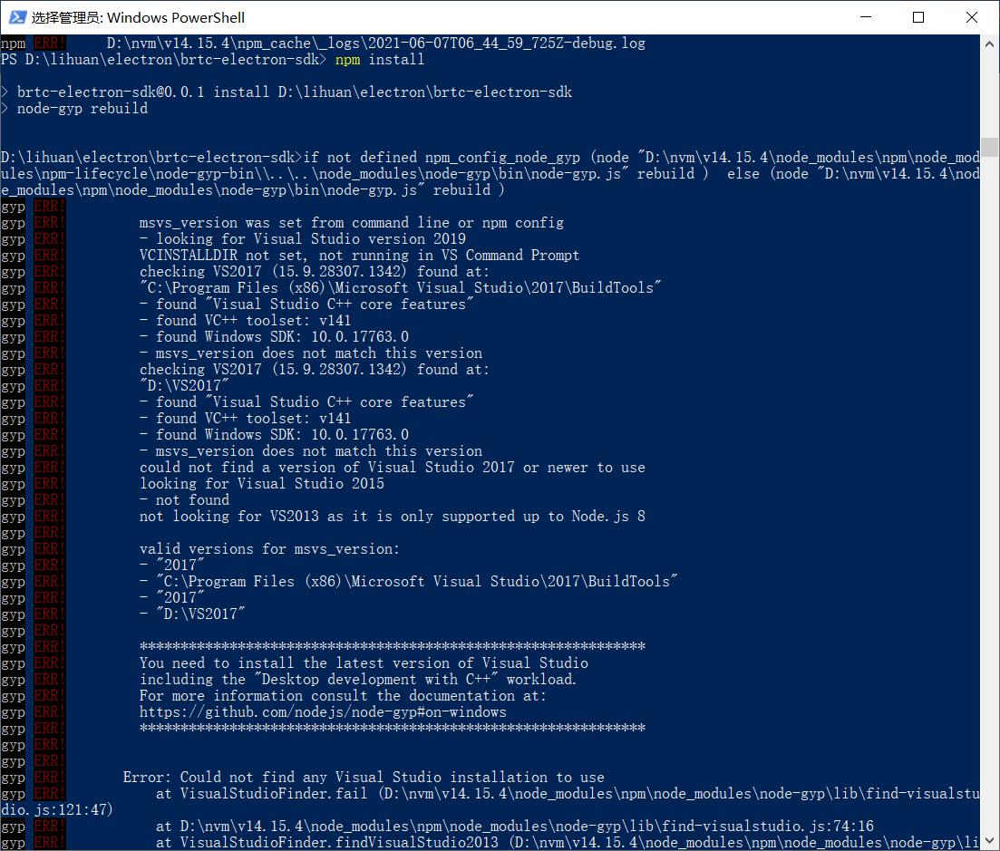 选择管理员: Windows PowerShell
npm ERR!     D:\nvm\v14.15.4\npm_cache\_logs\2021-06-07T06_44_59_725Z-debug.log
PS D:\lihuan\electron\brtc-electron-sdk> npm install
> brtc-electron-sdk@0.0.1 install D:\lihuan\electron\brtc-electron-sdk
> node-gyp rebuild
D:\lihuan\electron\brtc-electron-sdk>if not defined npm_config_node_gyp (node "D:\nvm\v14.15.4\node_modules\npm\node_mod
ules\npm-lifecycle\node-gyp-bin\\..\..\node_modules\node-gyp\bin\node-gyp.js" rebuild )  else (node "D:\nvm\v14.15.4\nod
e_modules\npm\node_modules\node-gyp\bin\node-gyp.js" rebuild )
gyp ERR!
gyp ERR! msvs_version was set from command line or npm config
gyp ERR! - looking for Visual Studio version 2019
gyp ERR! VCINSTALLDIR not set, not running in VS Command Prompt
gyp ERR! checking VS2017 (15.9.28307.1342) found at:
gyp ERR! "C:\Program Files (x86)\Microsoft Visual Studio\2017\BuildTools"
gyp ERR! - found "Visual Studio C++ core features"
gyp ERR! - found VC++ toolset: v141
gyp ERR! - found Windows SDK: 10.0.17763.0
gyp ERR! - msvs_version does not match this version
gyp ERR! checking VS2017 (15.9.28307.1342) found at:
gyp ERR! "D:\VS2017"
gyp ERR! - found "Visual Studio C++ core features"
gyp ERR! - found VC++ toolset: v141
gyp ERR! - found Windows SDK: 10.0.17763.0
gyp ERR! - msvs_version does not match this version
gyp ERR! could not find a version of Visual Studio 2017 or newer to use
gyp ERR! looking for Visual Studio 2015
gyp ERR! - not found
gyp ERR! not looking for VS2013 as it is only supported up to Node.js 8
gyp ERR!
gyp ERR! valid versions for msvs_version:
gyp ERR! - "2017"
gyp ERR! - "C:\Program Files (x86)\Microsoft Visual Studio\2017\BuildTools"
gyp ERR! - "2017"
gyp ERR! - "D:\VS2017"
gyp ERR!
gyp ERR! **************************************************************
gyp ERR! You need to install the latest version of Visual Studio
gyp ERR! including the "Desktop development with C++" workload.
gyp ERR! For more information consult the documentation at:
gyp ERR! https://github.com/nodejs/node-gyp#on-windows
gyp ERR! **************************************************************
gyp ERR!
gyp ERR!
gyp ERR! Error: Could not find any Visual Studio installation to use
gyp ERR!     at VisualStudioFinder.fail (D:\nvm\v14.15.4\node_modules\npm\node_modules\node-gyp\lib\find-visualstu
dio.js:121:47)
gyp ERR!     at D:\nvm\v14.15.4\node_modules\npm\node_modules\node-gyp\lib\find-visualstudio.js:74:16
gyp ERR!     at VisualStudioFinder.findVisualStudio2013 (D:\nvm\v14.15.4\node_modules\npm\node_modules\node-gyp\li